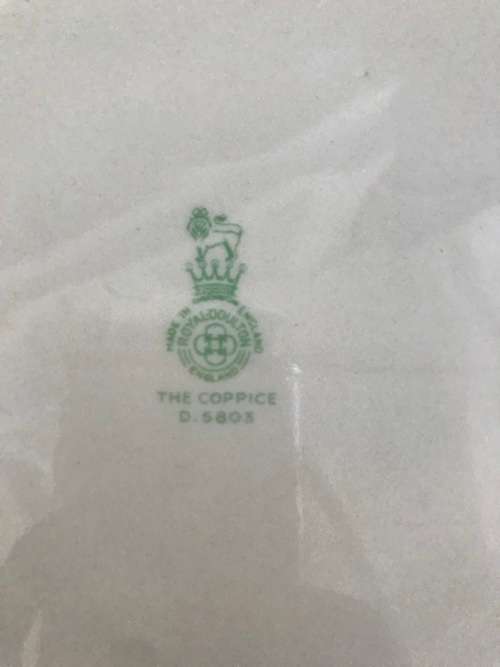 MADE IN ENGLAND
ROYAL DOULTON
ENGLAND
THE COPPICE
D.5803